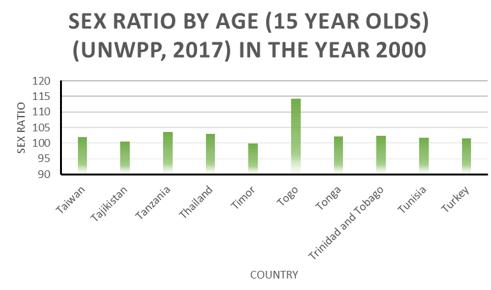 SEX RATIO BY AGE (15 YEAR OLDS)
(UNWPP, 2017) IN THE YEAR 2000
120
115
110
105
100
95
90
SEX RATIO
Taiwan
Tajikistan
Tanzania
Thailand
Timor
Togo
Tonga
Trinidad and Tobago
Tunisia
Turkey
COUNTRY